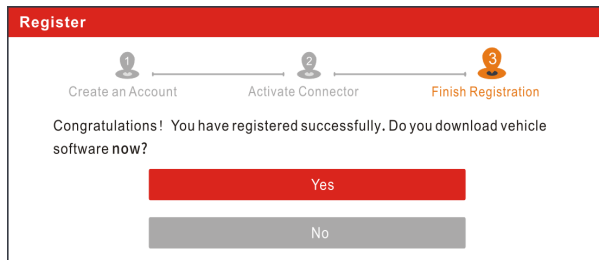 Register
1 2 3
Create an Account Activate Connector Finish Registration
Congratulations! You have registered successfully. Do you download vehicle
software now?
Yes
No